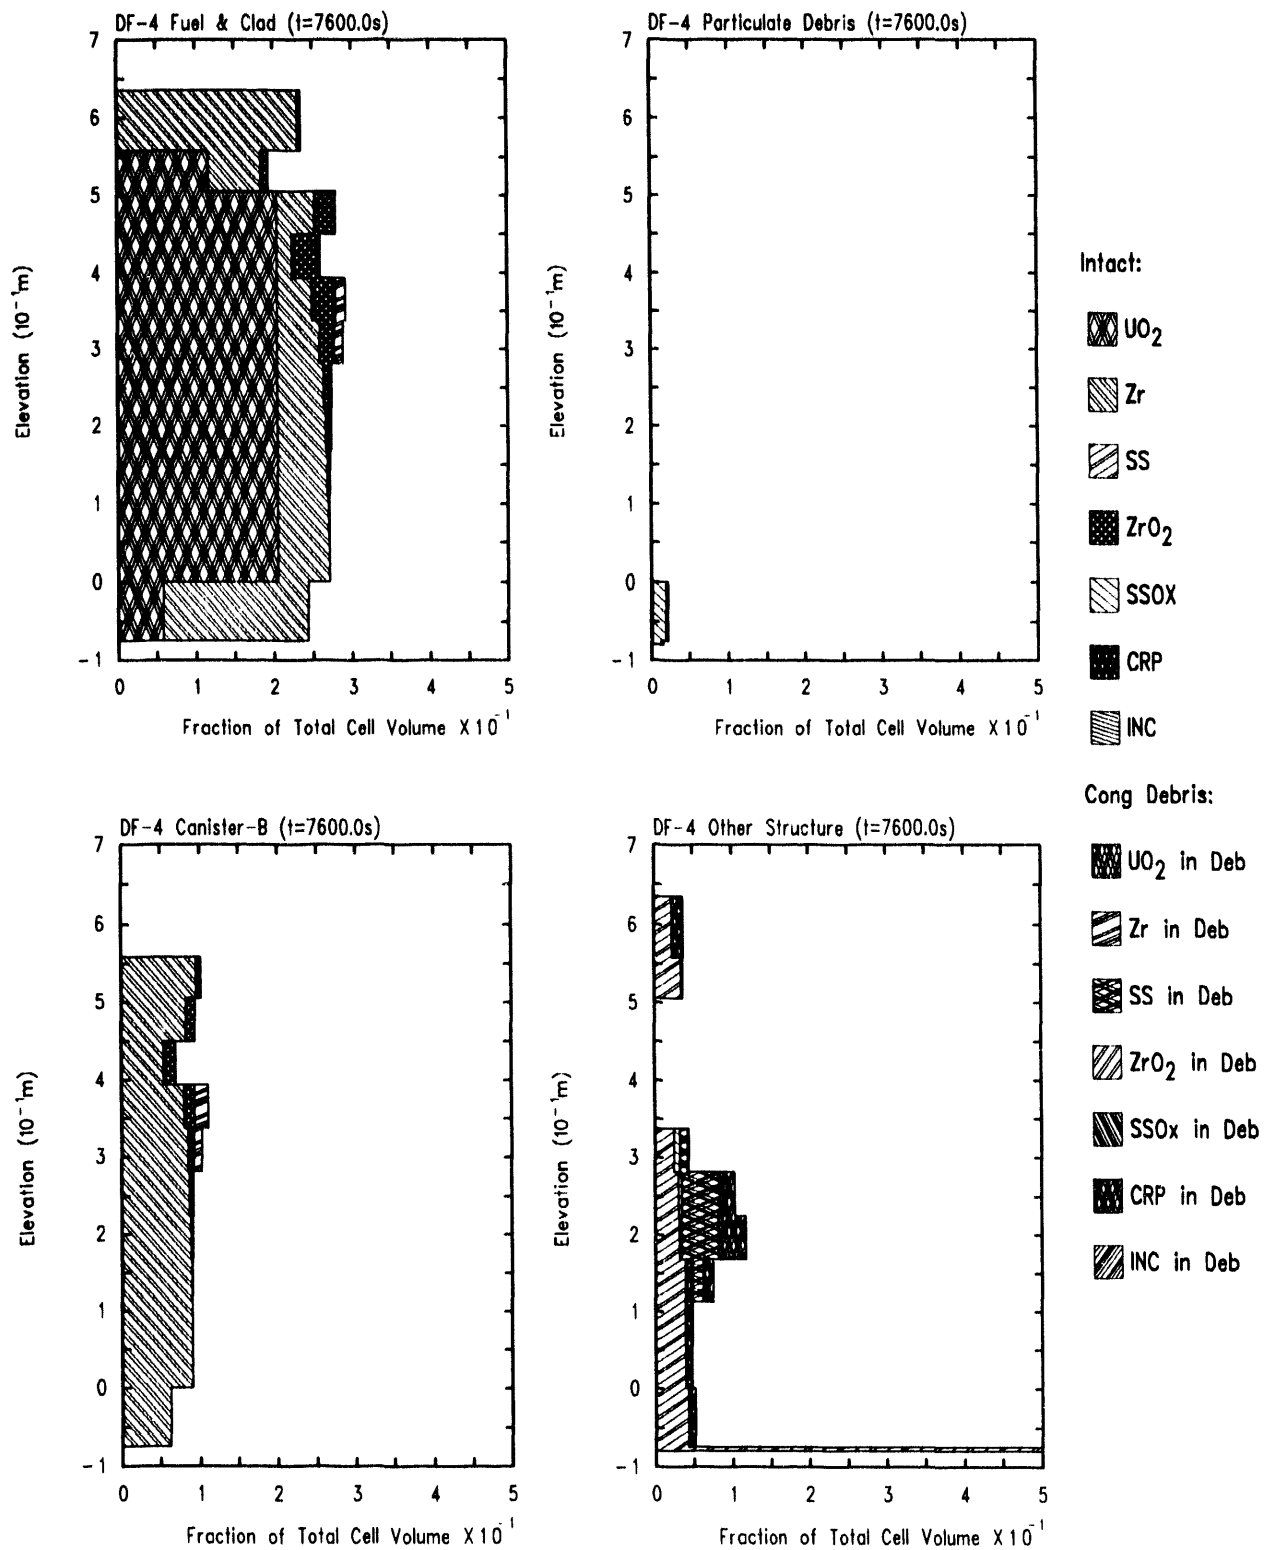 DF-4 Fuel & Clad (t=7600.0s)
7
6
5
4
3
2
1
0
-1
Elevation (10⁻¹m)
0 1 2 3 4 5
Fraction of Total Cell Volume X10⁻¹
DF-4 Particulate Debris (t=7600.0s)
7
6
5
4
3
2
1
0
-1
Elevation (10⁻¹m)
0 1 2 3 4 5
Fraction of Total Cell Volume X10⁻¹
DF-4 Canister-B (t=7600.0s)
7
6
5
4
3
2
1
0
-1
Elevation (10⁻¹m)
0 1 2 3 4 5
Fraction of Total Cell Volume X10⁻¹
DF-4 Other Structure (t=7600.0s)
7
6
5
4
3
2
1
0
-1
Elevation (10⁻¹m)
0 1 2 3 4 5
Fraction of Total Cell Volume X10⁻¹
Intact:
UO₂
Zr
SS
ZrO₂
SSOX
CRP
INC
Cong Debris:
UO₂ in Deb
Zr in Deb
SS in Deb
ZrO₂ in Deb
SSOx in Deb
CRP in Deb
INC in Deb